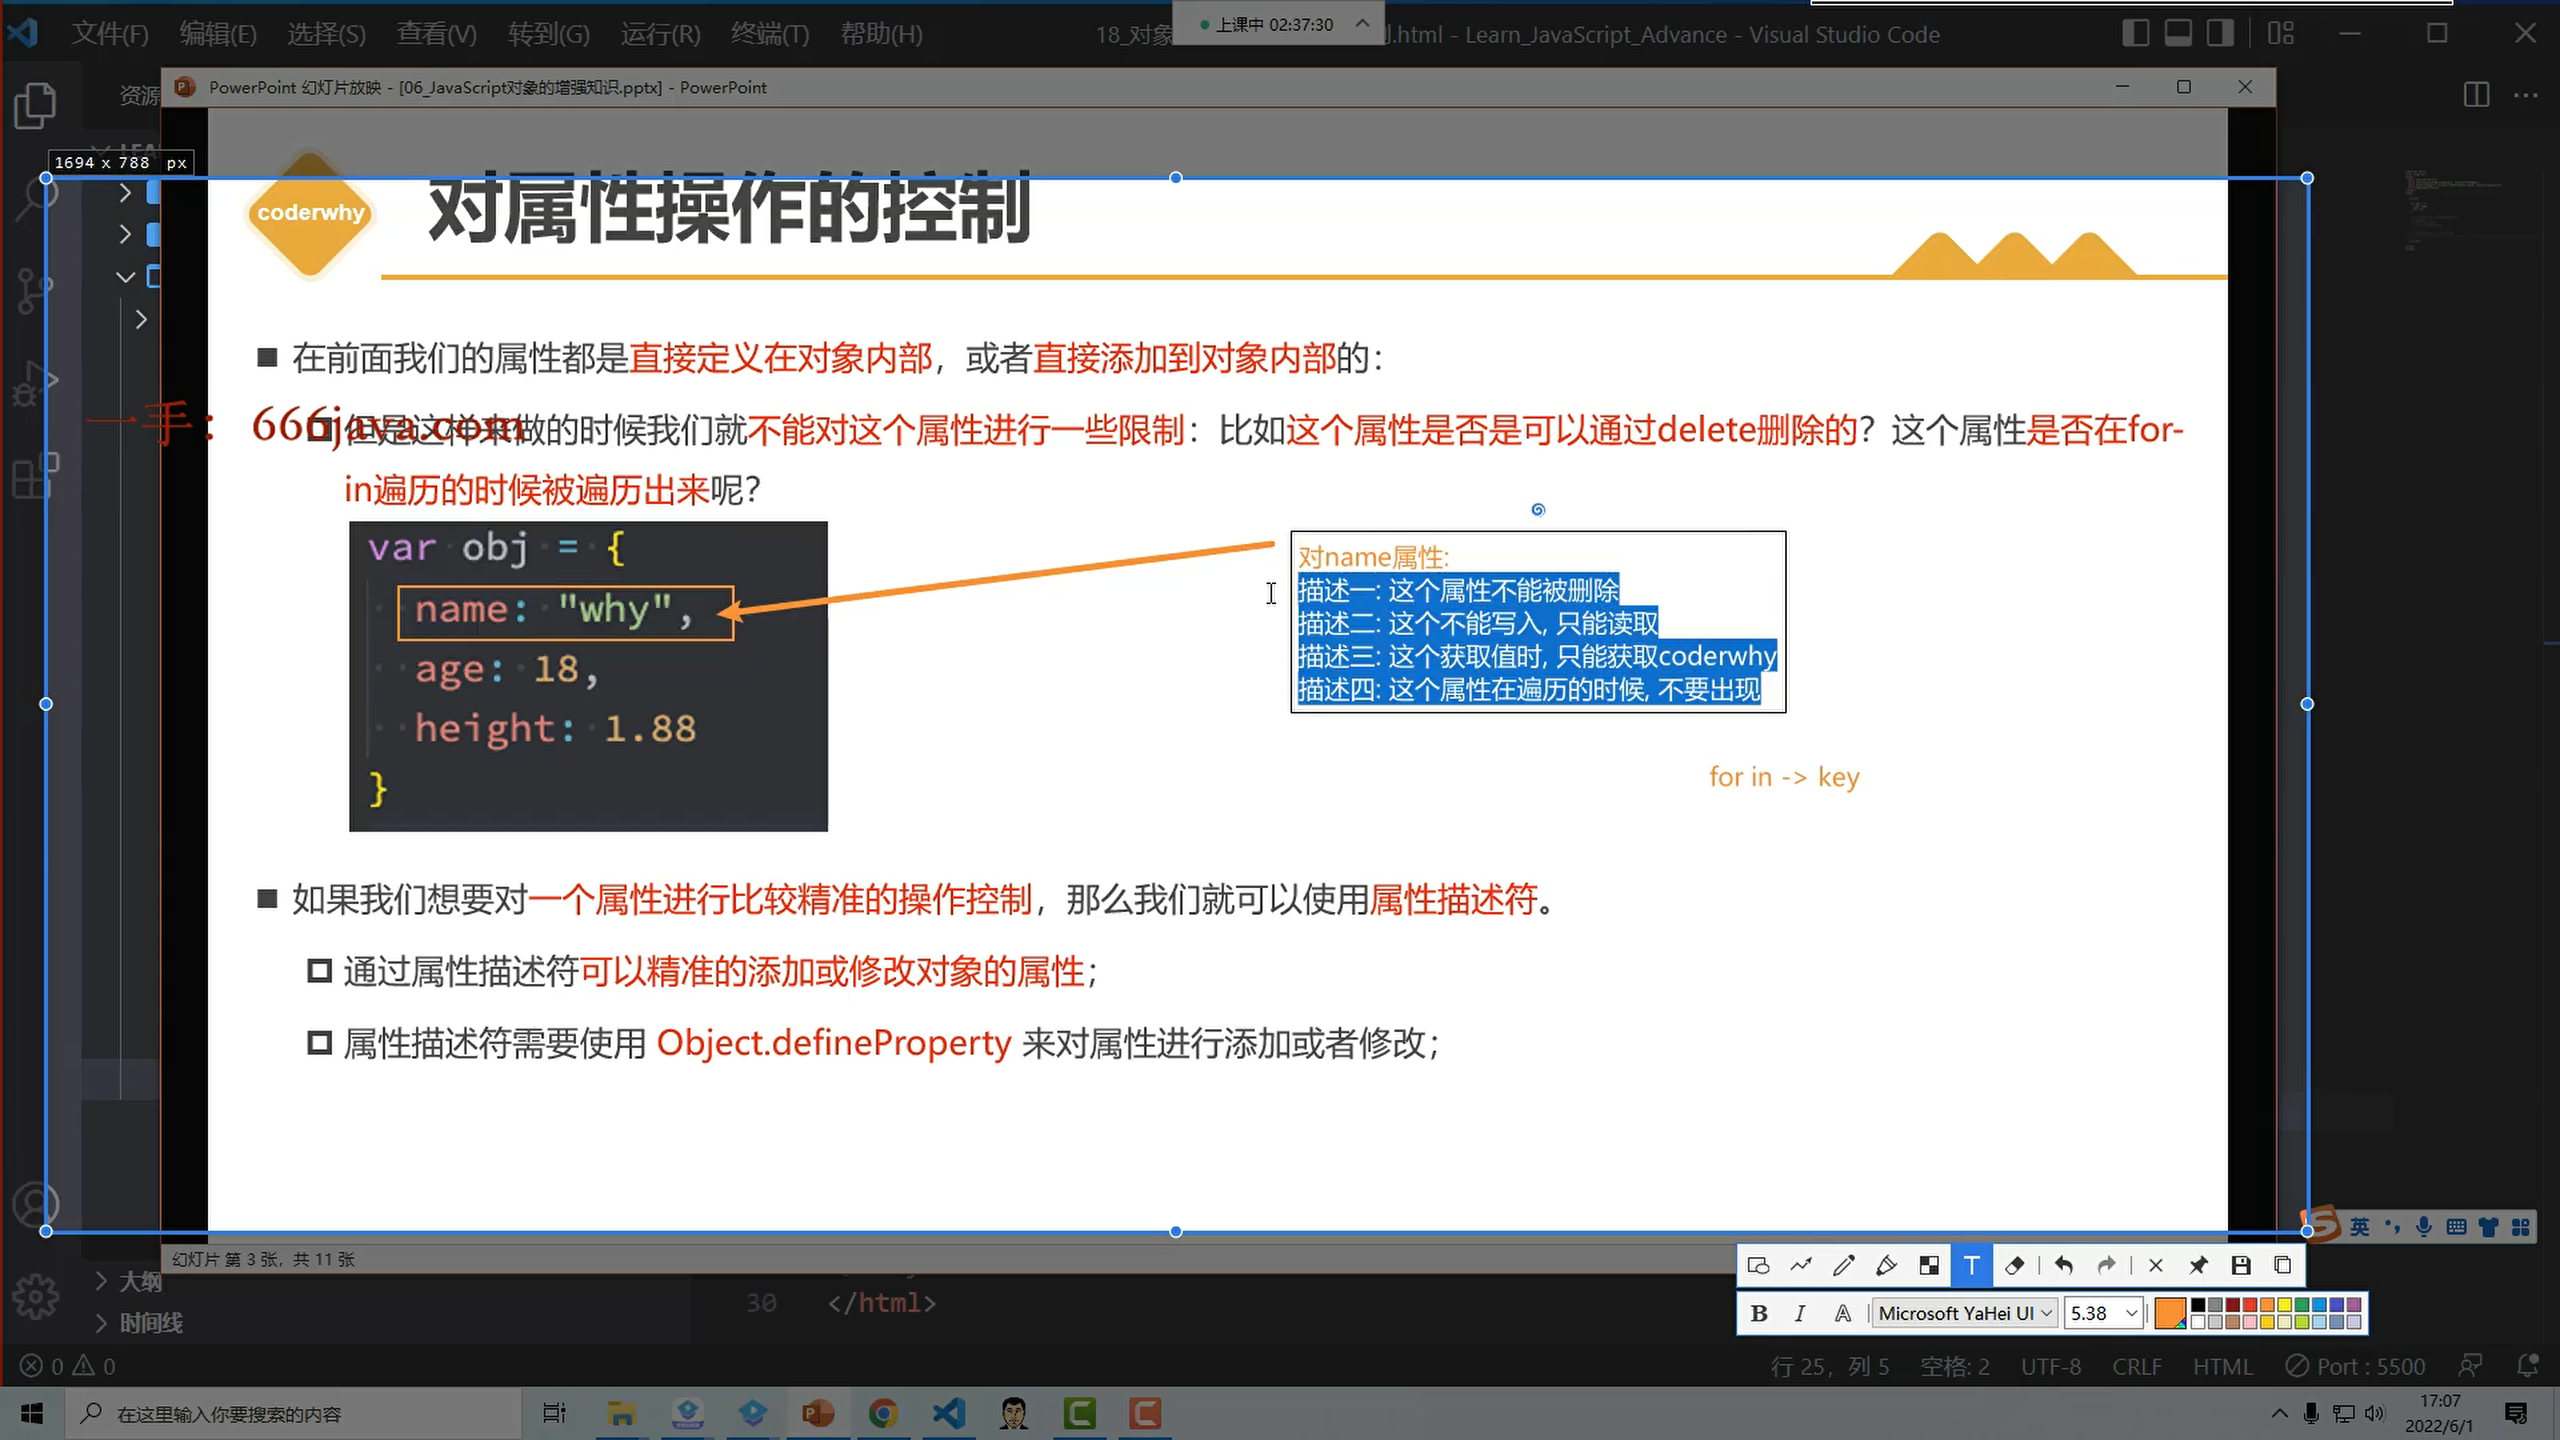 文件(F) 编辑(E) 选择(S) 查看(V) 转到(G) 运行(R) 终端(T) 帮助(H)
18_对象
上课中 02:37:30
.html - Learn_JavaScript_Advance - Visual Studio Code
资源
PowerPoint 幻灯片放映 - [06_JavaScript对象的增强知识.pptx] - PowerPoint
1694 x 788 px
coderwhy
对属性操作的控制
在前面我们的属性都是直接定义在对象内部，或者直接添加到对象内部的：
一手：666java.com
但是这样来做的时候我们就不能对这个属性进行一些限制：比如这个属性是否是可以通过delete删除的？这个属性是否在for-
in遍历的时候被遍历出来呢？
var obj = {
name: "why",
age: 18,
height: 1.88
}
对name属性:
描述一: 这个属性不能被删除
描述二: 这个不能写入, 只能读取
描述三: 这个获取值时, 只能获取coderwhy
描述四: 这个属性在遍历的时候, 不要出现
for in -> key
如果我们想要对一个属性进行比较精准的操作控制，那么我们就可以使用属性描述符。
通过属性描述符可以精准的添加或修改对象的属性；
属性描述符需要使用 Object.defineProperty 来对属性进行添加或者修改；
英
幻灯片 第 3 张，共 11 张
大纲
30 </html>
时间线
B I A Microsoft YaHei UI 5.38
0 0
行 25，列 5 空格: 2 UTF-8 CRLF HTML Port : 5500
在这里输入你要搜索的内容
17:07
2022/6/1